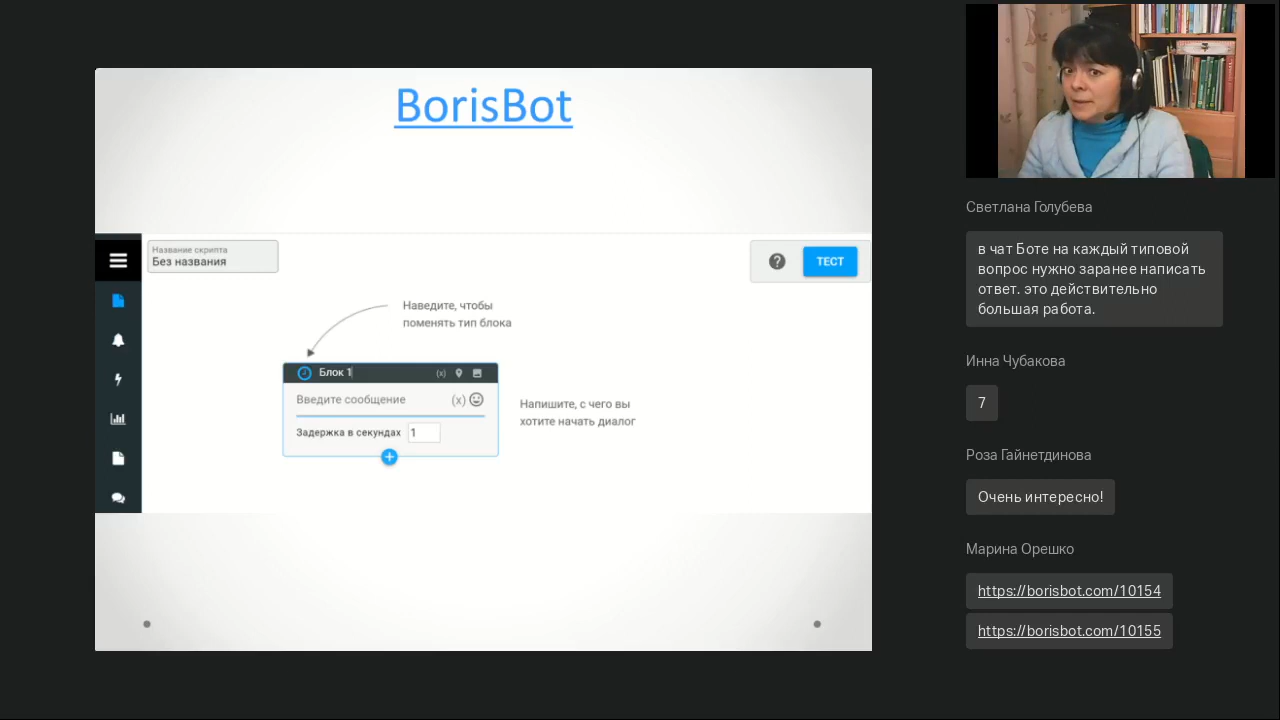 BorisBot
Название скрипта
Без названия
ТЕСТ
Наведите, чтобы
поменять тип блока
Блок 1
(x)
Введите сообщение
(x)
Задержка в секундах 1
Напишите, с чего вы
хотите начать диалог
Светлана Голубева
в чат Боте на каждый типовой
вопрос нужно заранее написать
ответ. это действительно
большая работа.
Инна Чубакова
7
Роза Гайнетдинова
Очень интересно!
Марина Орешко
https://borisbot.com/10154
https://borisbot.com/10155